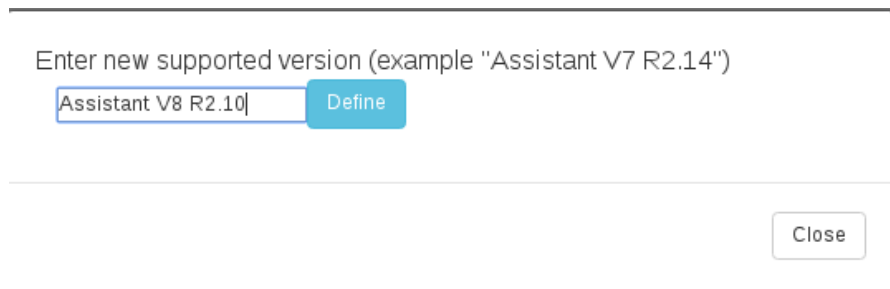 Enter new supported version (example "Assistant V7 R2.14")
Assistant V8 R2.10 Define
Close